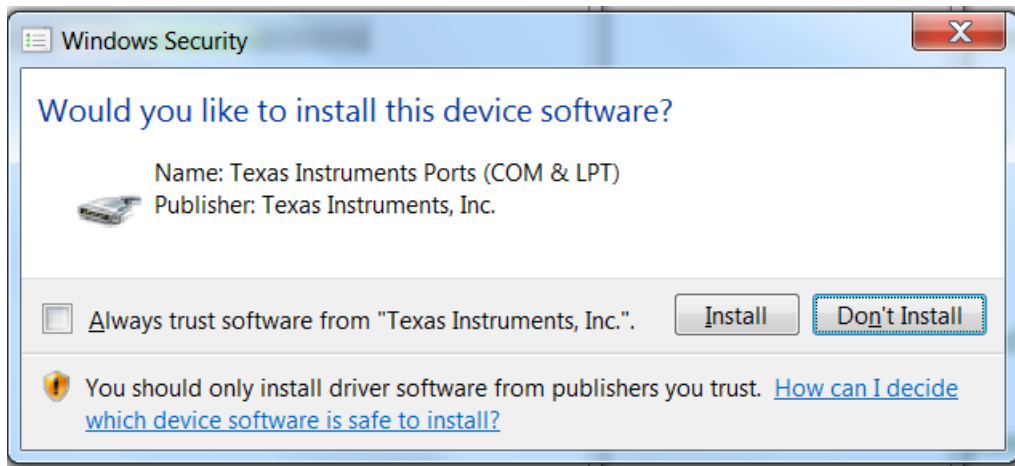 Windows Security
Would you like to install this device software?
Name: Texas Instruments Ports (COM & LPT)
Publisher: Texas Instruments, Inc.
Always trust software from "Texas Instruments, Inc.".
Install
Don't Install
You should only install driver software from publishers you trust. How can I decide
which device software is safe to install?